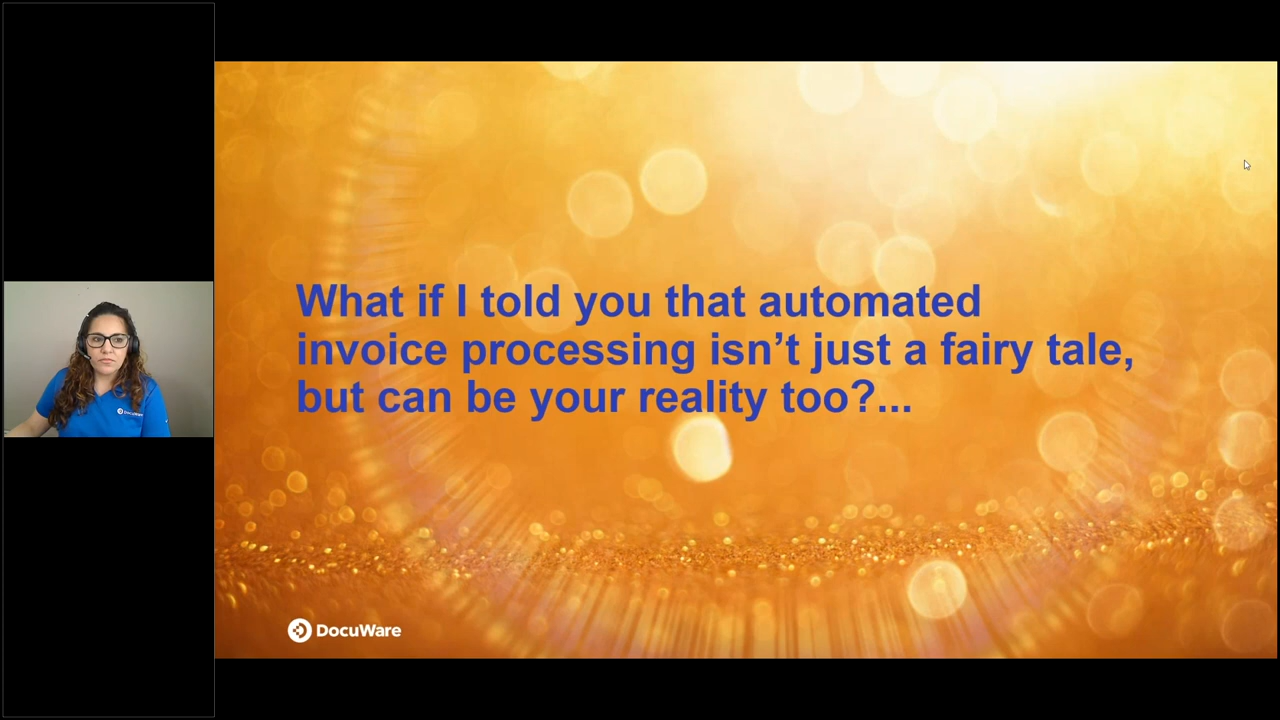 What if I told you that automated
invoice processing isn’t just a fairy tale,
but can be your reality too?...
DocuWare
DocuWare